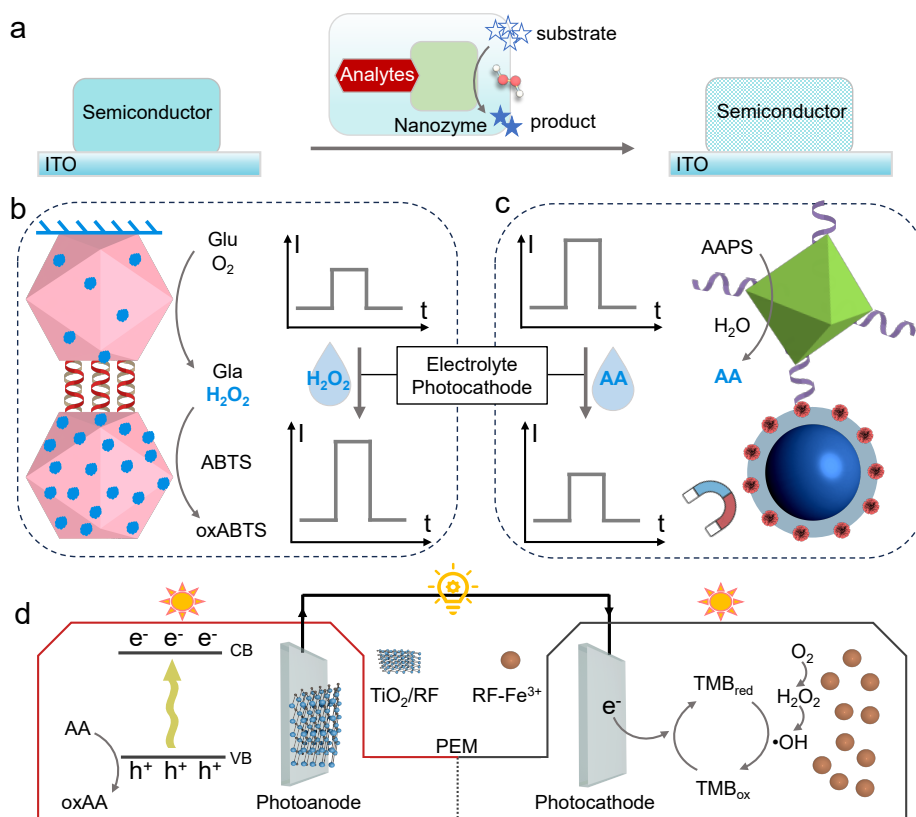 a
substrate
Analytes
Semiconductor
Nanozyme
product
Semiconductor
ITO
ITO
b
c
Glu
O₂
I
t
I
t
AAPS
H₂O
AA
Gla
H₂O₂
H₂O₂
Electrolyte
Photocathode
AA
ABTS
oxABTS
I
t
I
t
d
e⁻ e⁻ e⁻
CB
AA
VB
h⁺ h⁺ h⁺
oxAA
Photoanode
TiO₂/RF
RF-Fe³⁺
PEM
e⁻
Photocathode
TMBred
TMBox
O₂
H₂O₂
•OH